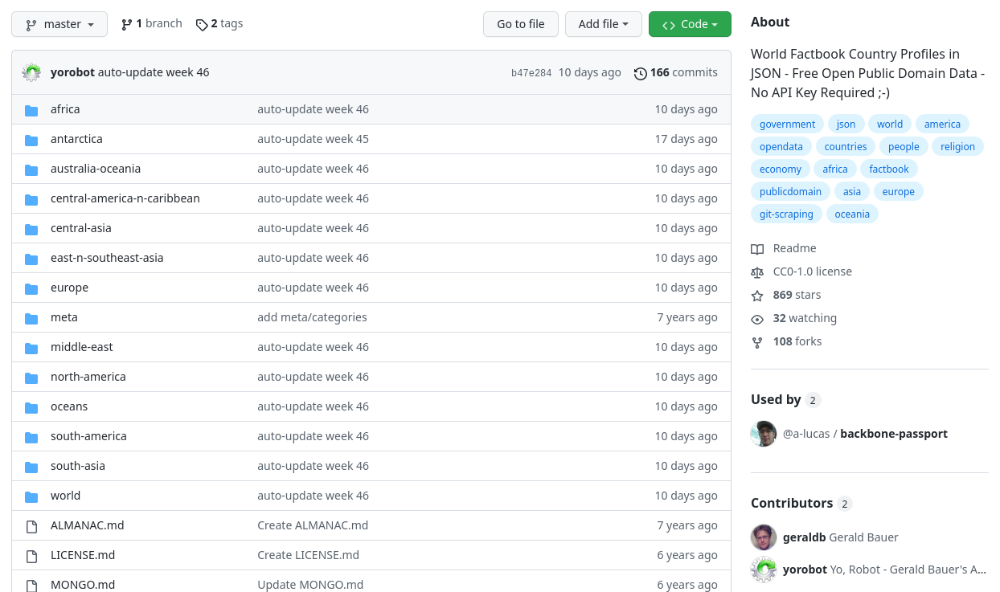 master 1 branch 2 tags Go to file Add file Code
yorobot auto-update week 46 b47e284 10 days ago 166 commits
africa auto-update week 46 10 days ago
antarctica auto-update week 45 17 days ago
australia-oceania auto-update week 46 10 days ago
central-america-n-caribbean auto-update week 46 10 days ago
central-asia auto-update week 46 10 days ago
east-n-southeast-asia auto-update week 46 10 days ago
europe auto-update week 46 10 days ago
meta add meta/categories 7 years ago
middle-east auto-update week 46 10 days ago
north-america auto-update week 46 10 days ago
oceans auto-update week 46 10 days ago
south-america auto-update week 46 10 days ago
south-asia auto-update week 46 10 days ago
world auto-update week 46 10 days ago
ALMANAC.md Create ALMANAC.md 7 years ago
LICENSE.md Create LICENSE.md 6 years ago
MONGO.md Update MONGO.md 6 years ago
About
World Factbook Country Profiles in
JSON - Free Open Public Domain Data -
No API Key Required ;-)
government json world america
opendata countries people religion
economy africa factbook
publicdomain asia europe
git-scraping oceania
Readme
CC0-1.0 license
869 stars
32 watching
108 forks
Used by 2
@a-lucas / backbone-passport
Contributors 2
geraldb Gerald Bauer
yorobot Yo, Robot - Gerald Bauer's A...